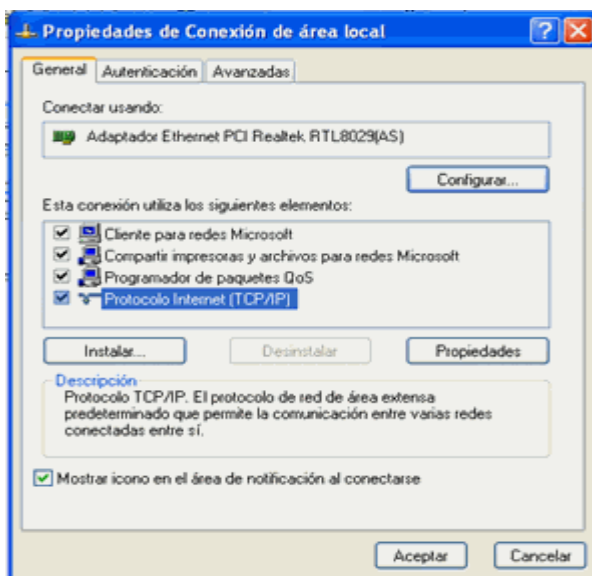 Propiedades de Conexión de área local
General Autenticación Avanzadas
Conectar usando:
Adaptador Ethernet PCI Realtek RTL8029(AS)
Configurar...
Esta conexión utiliza los siguientes elementos:
Cliente para redes Microsoft
Compartir impresoras y archivos para redes Microsoft
Programador de paquetes QoS
Protocolo Internet (TCP/IP)
Instalar... Desinstalar Propiedades
Descripción
Protocolo TCP/IP. El protocolo de red de área extensa
predeterminado que permite la comunicación entre varias redes
conectadas entre sí.
Mostrar icono en el área de notificación al conectarse
Aceptar Cancelar